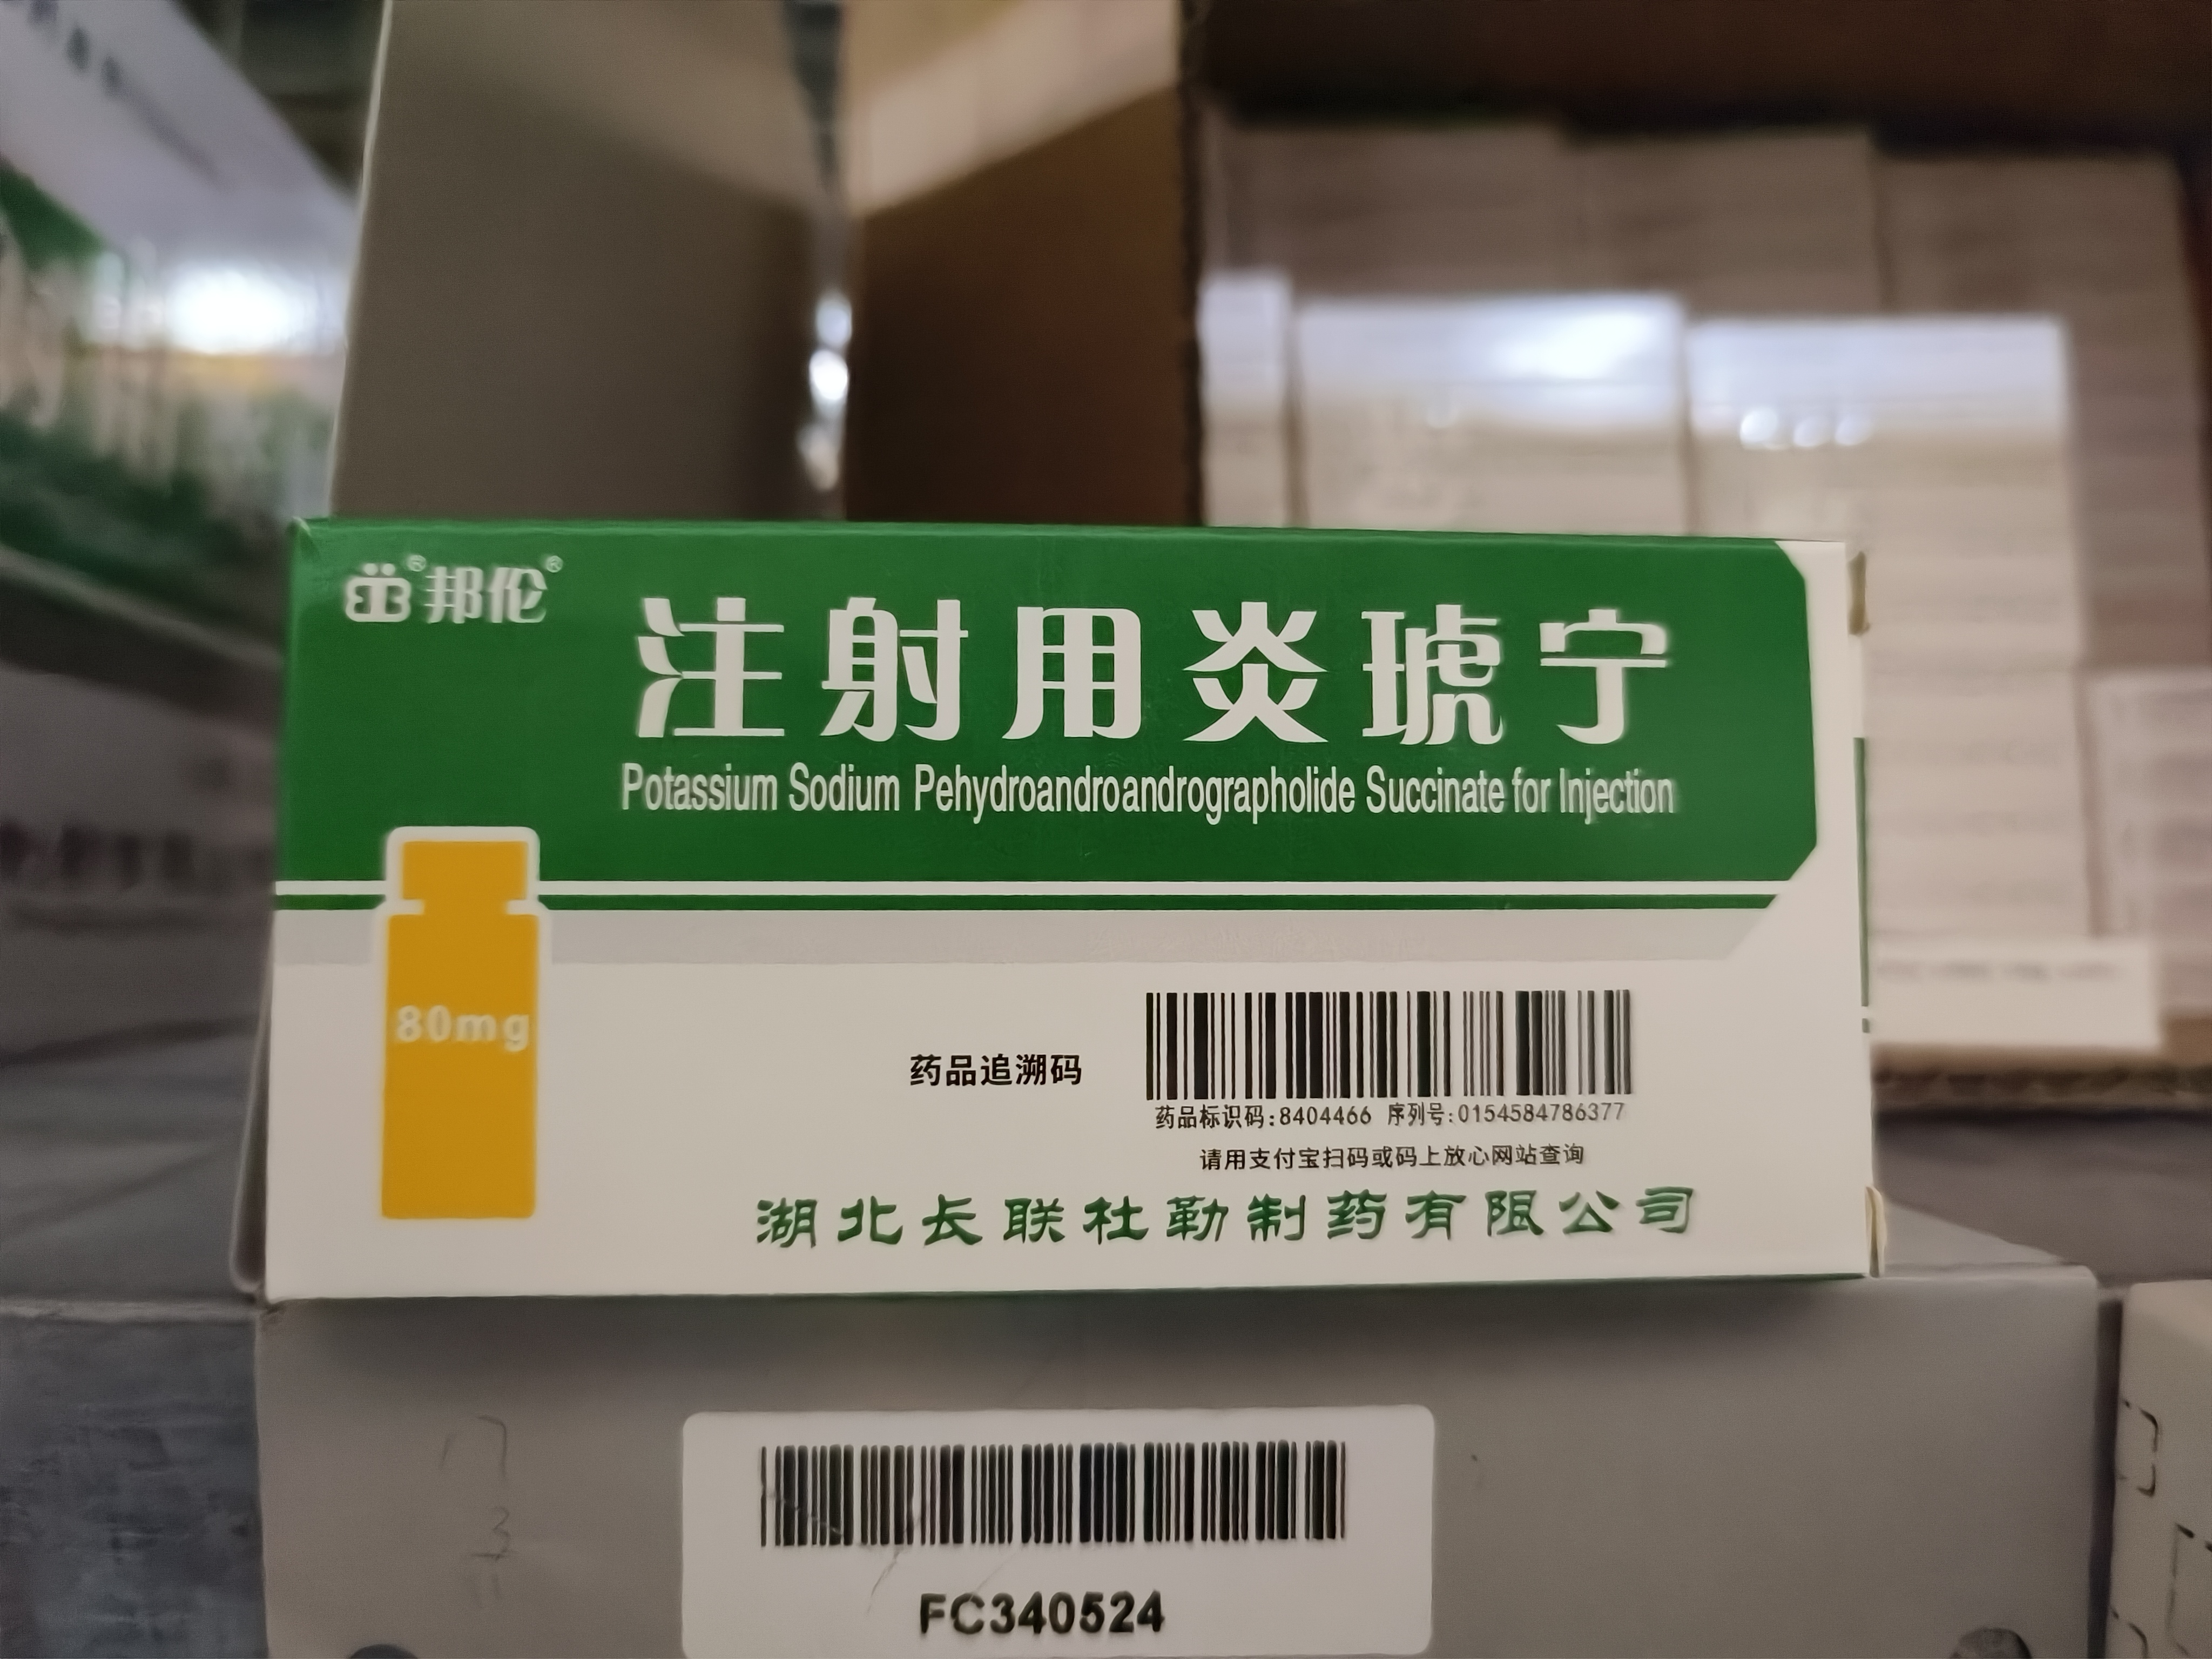 邦伦
注射用炎琥宁
Potassium Sodium Pehydroandroandrographolide Succinate for Injection
80mg
药品追溯码
药品标识码:8404466 序列号:0154584786377
请用支付宝扫码或码上放心网站查询
湖北长联杜勒制药有限公司
FC340524